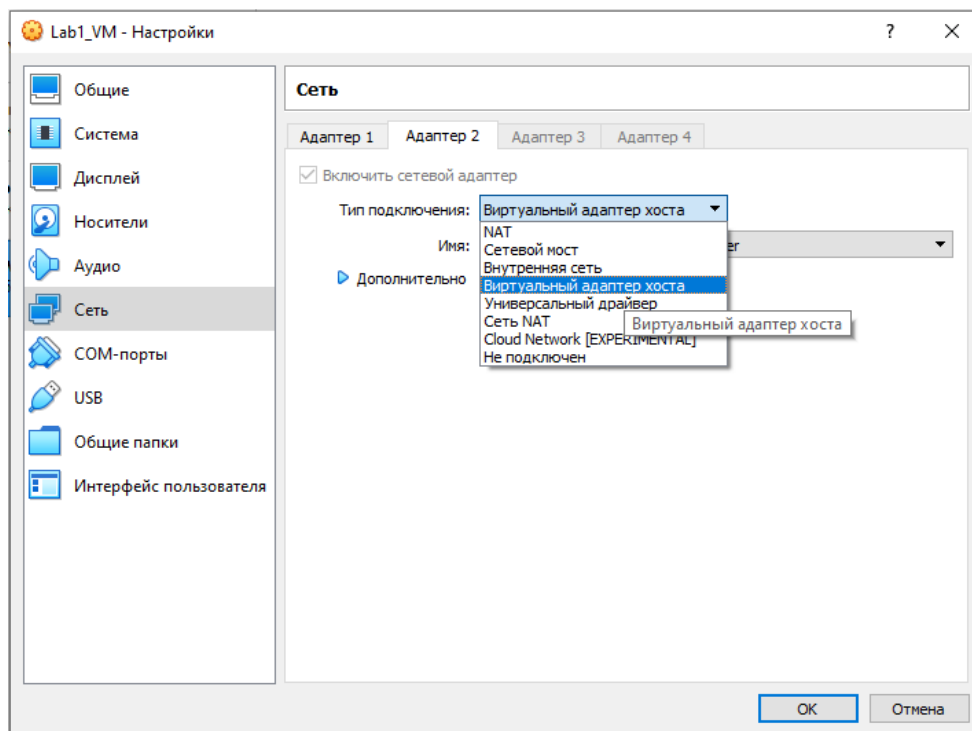 Lab1_VM - Настройки
?
Общие
Система
Дисплей
Носители
Аудио
Сеть
COM-порты
USB
Общие папки
Интерфейс пользователя
Сеть
Адаптер 1 Адаптер 2 Адаптер 3 Адаптер 4
Включить сетевой адаптер
Тип подключения: Виртуальный адаптер хоста
NAT
Имя: er
Сетевой мост
Внутренняя сеть
Дополнительно
Виртуальный адаптер хоста
Универсальный драйвер
Сеть NAT
Виртуальный адаптер хоста
Cloud Network [EXPERIMENTAL]
Не подключен
OK Отмена